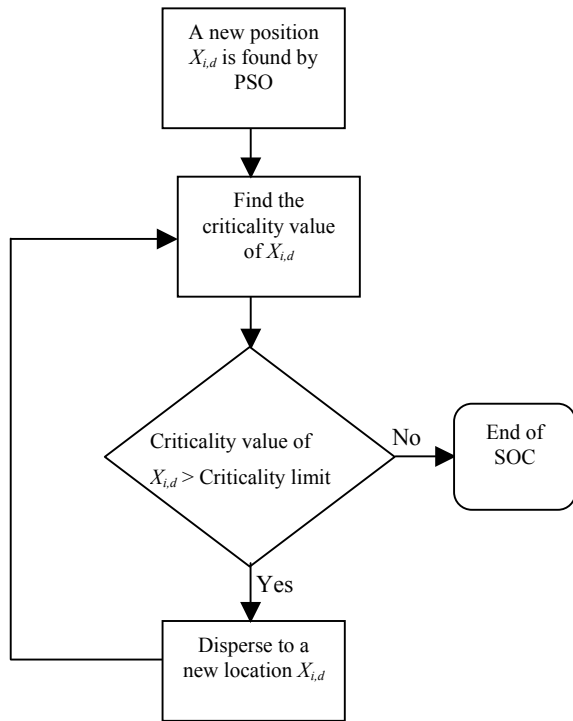 A new position
X_{i,d} is found by
PSO
Find the
criticality value
of X_{i,d}
Criticality value of
X_{i,d} > Criticality limit
No
End of
SOC
Yes
Disperse to a
new location X_{i,d}